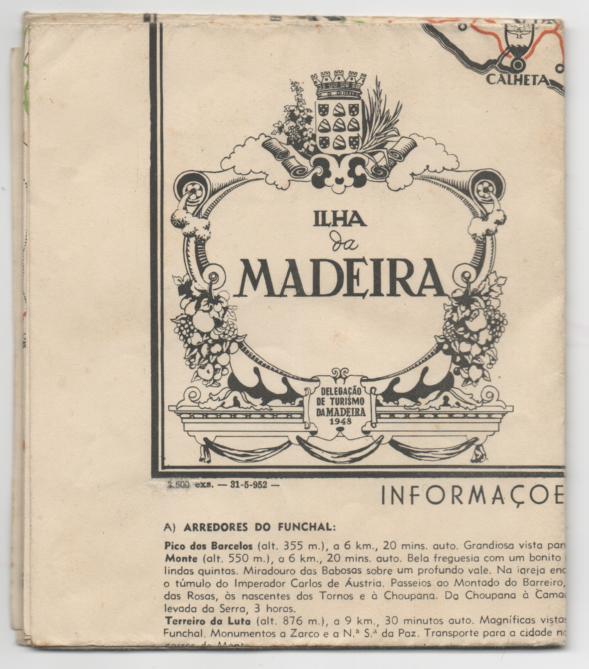 CALHETA
ILHA
da
MADEIRA
DELEGAÇÃO
DE TURISMO
DA MADEIRA
1948
exs. — 31-5-952 —
INFORMAÇOE
A) ARREDORES DO FUNCHAL:
Pico dos Barcelos (alt. 355 m.), a 6 km., 20 mins. auto. Grandiosa vista pan
Monte (alt. 550 m.), a 6 km., 20 mins. auto. Bela freguesia com um bonito
lindas quintas. Miradouro das Babosas sobre um profundo vale. Na igreja enc
o túmulo do Imperador Carlos de Áustria. Passeios ao Montado do Barreiro,
das Rosas, às nascentes dos Tornos e à Choupana. Da Choupana à Cama
levada da Serra, 3 horas.
Terreiro da Luta (alt. 876 m.), a 9 km., 30 minutos auto. Magníficas vistas
Funchal. Monumentos a Zarco e a N.ª S.ª da Paz. Transporte para a cidade n